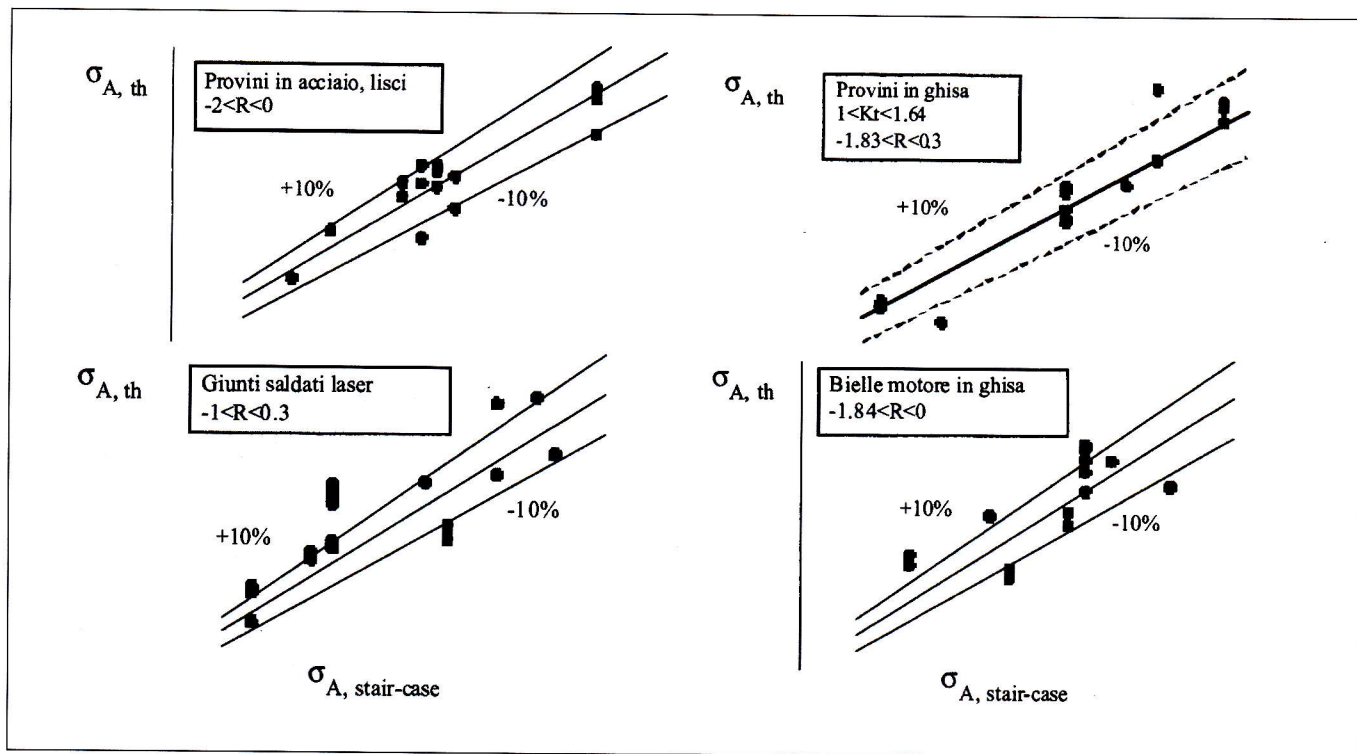 σA, th
Provini in acciaio, lisci
-2<R<0
+10%
-10%
σA, th
Provini in ghisa
1<Kt<1.64
-1.83<R<0.3
+10%
-10%
σA, th
Giunti saldati laser
-1<R<0.3
+10%
-10%
σA, stair-case
σA, th
Bielle motore in ghisa
-1.84<R<0
+10%
-10%
σA, stair-case